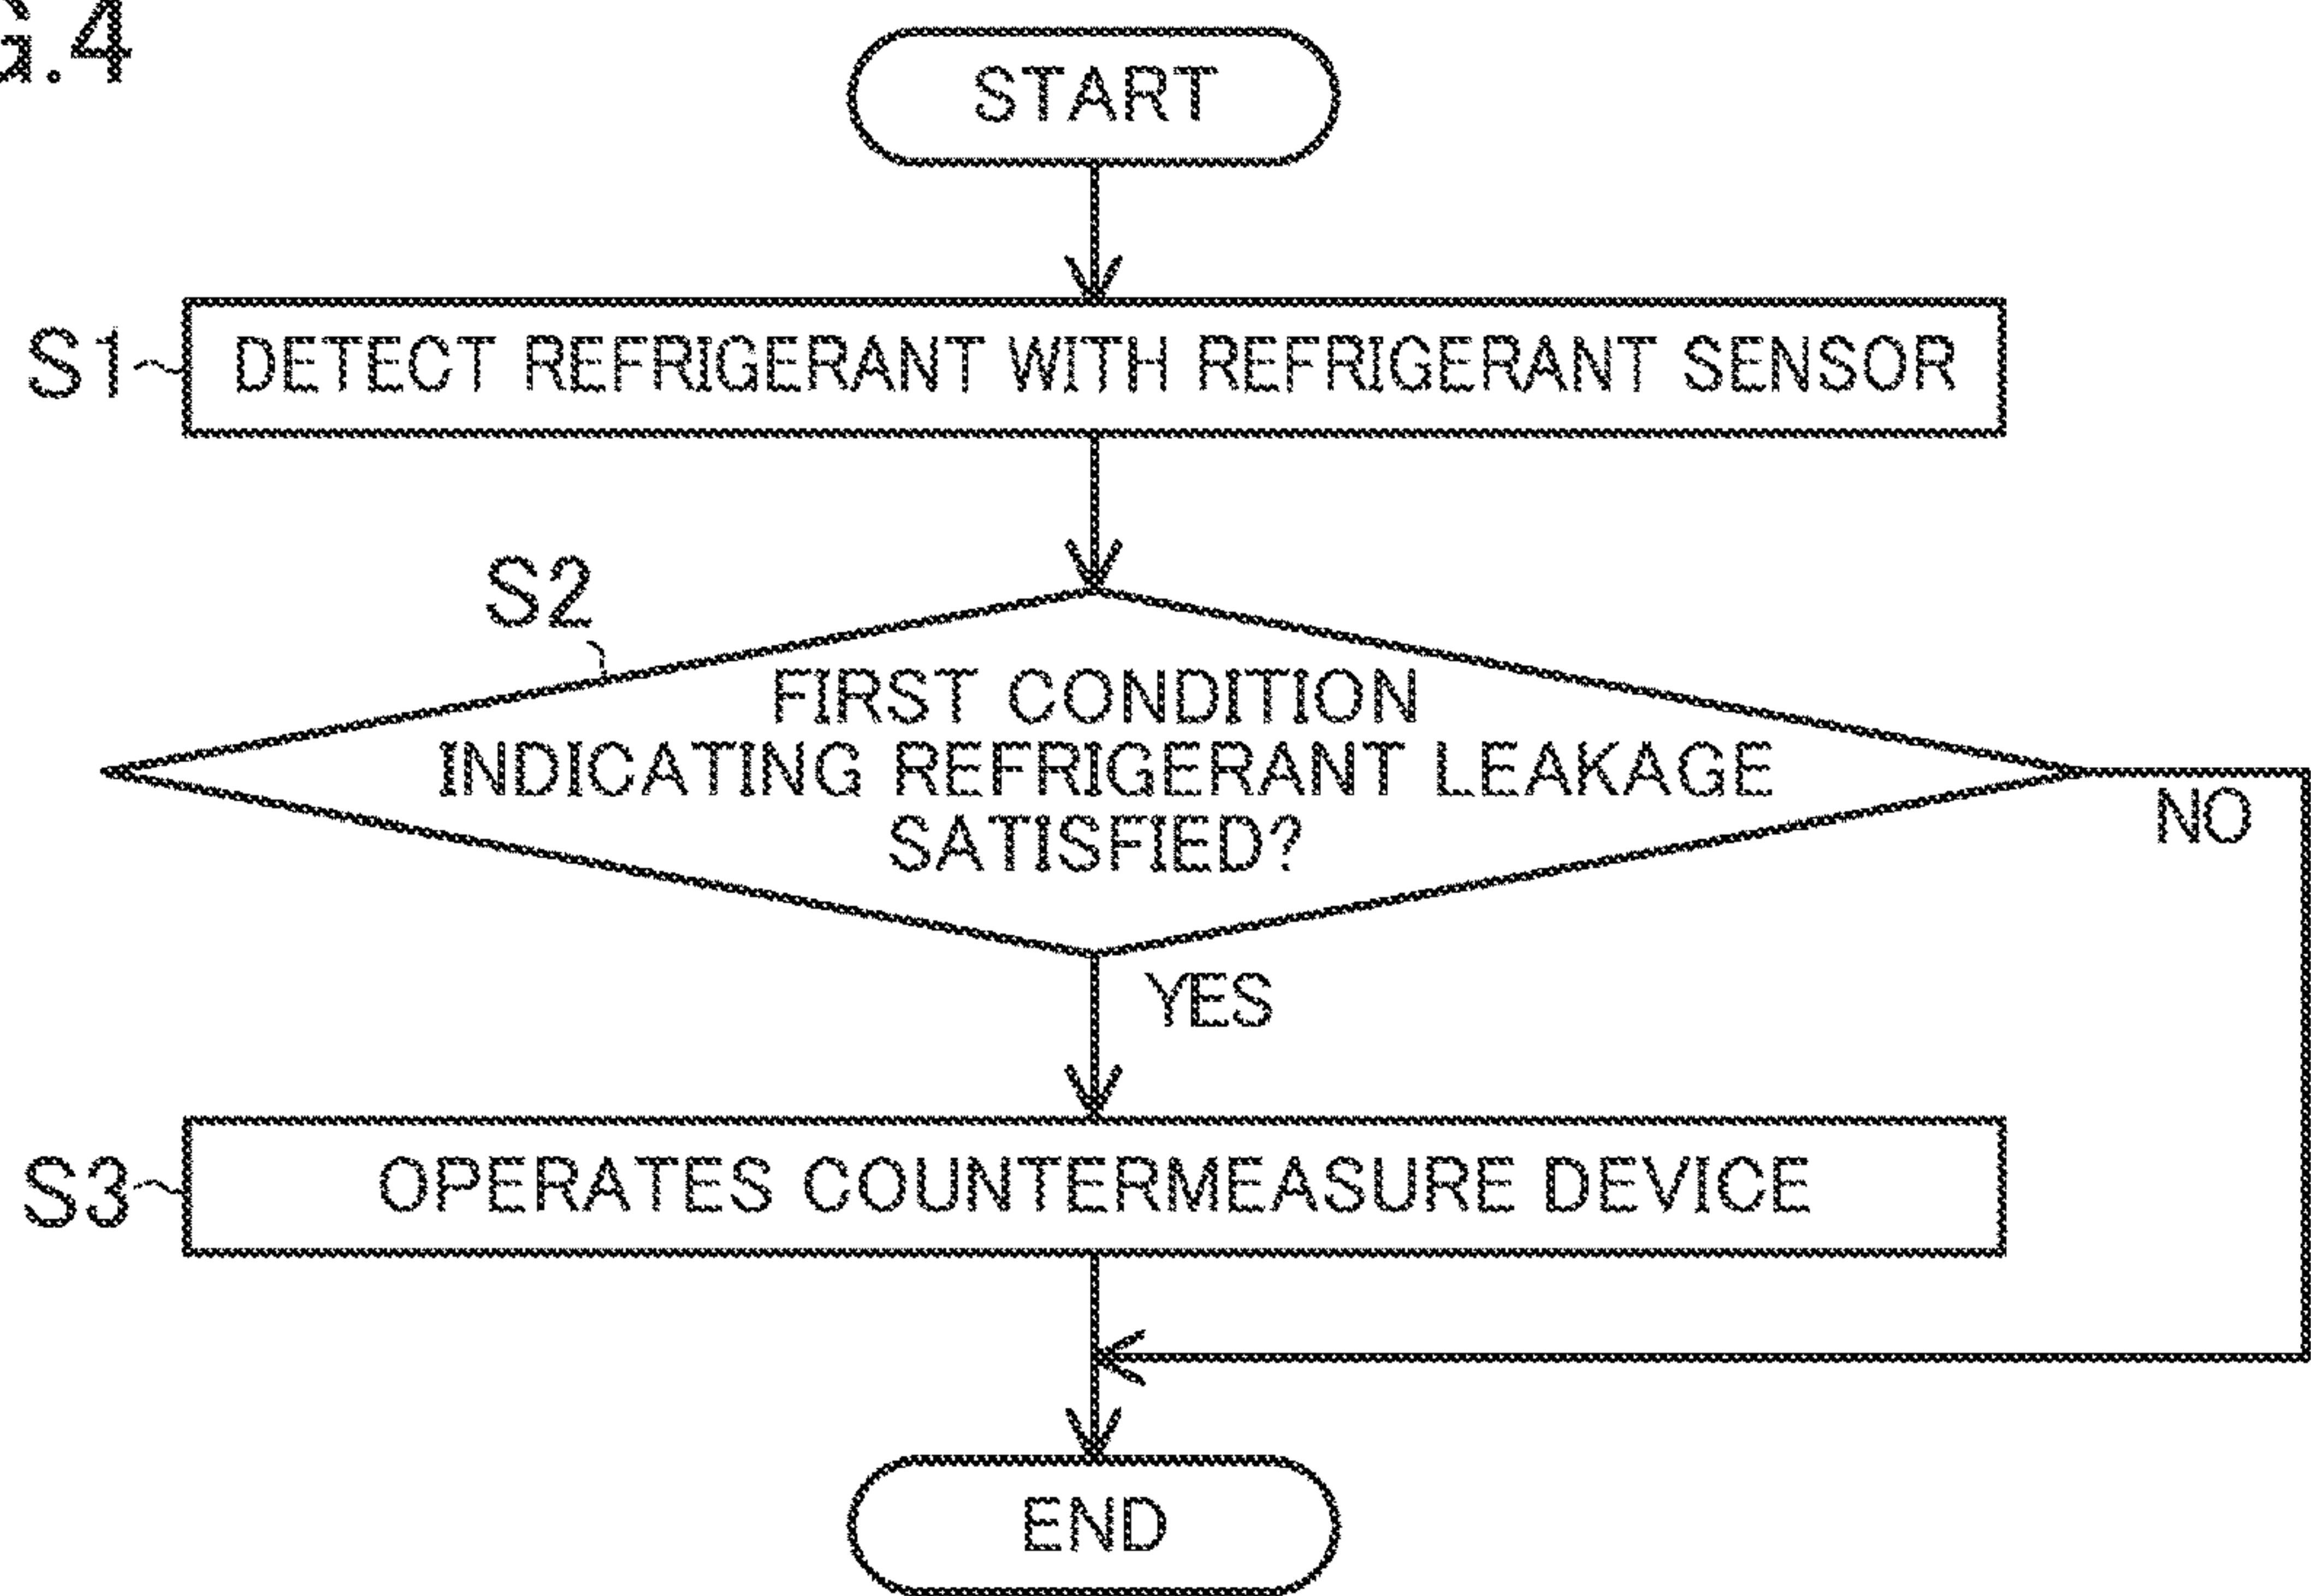 G.4
START
S1
DETECT REFRIGERANT WITH REFRIGERANT SENSOR
S2
FIRST CONDITION
INDICATING REFRIGERANT LEAKAGE
SATISFIED?
NO
YES
S3
OPERATES COUNTERMEASURE DEVICE
END